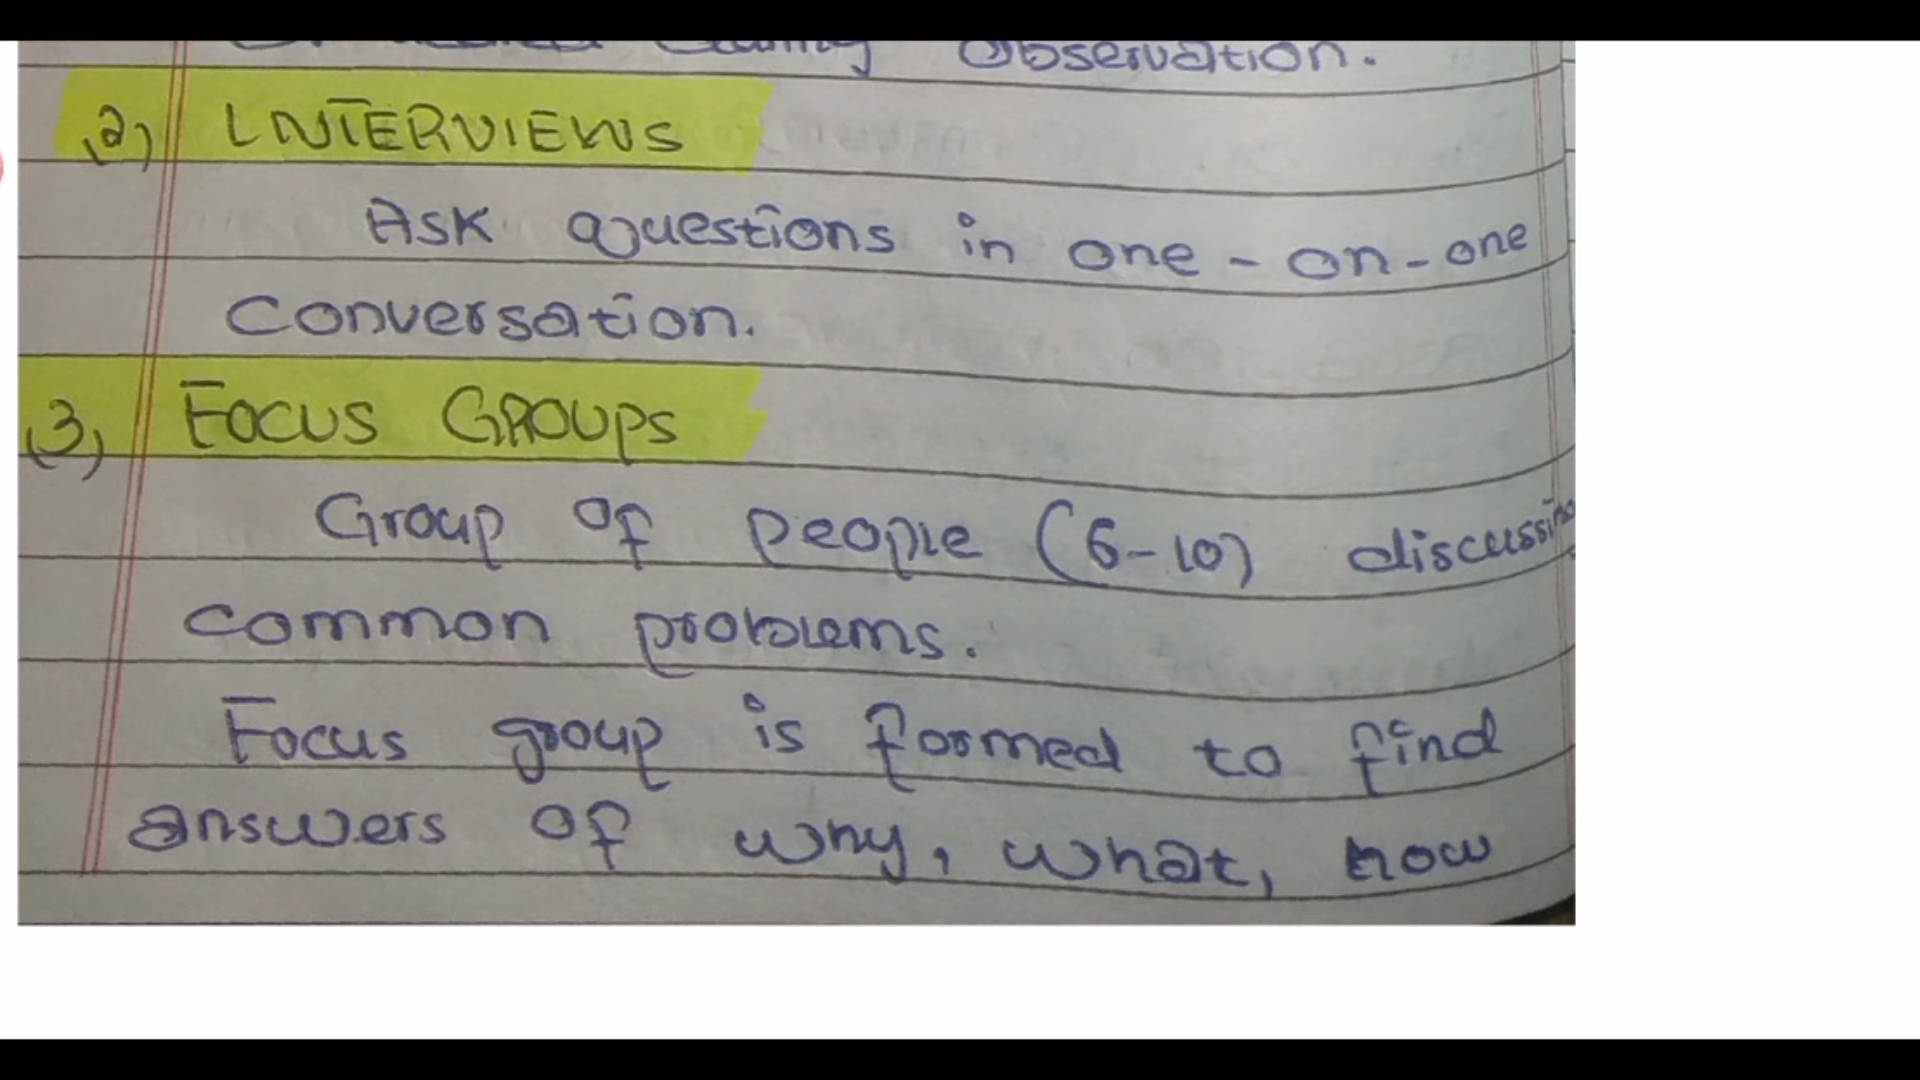 observation.
(2) INTERVIEWS
Ask questions in one-on-one
Conversation.
(3) FOCUS GROUPS
Group of people (6-10) discussing
common problems.
Focus group is formed to find
answers of why, what, how